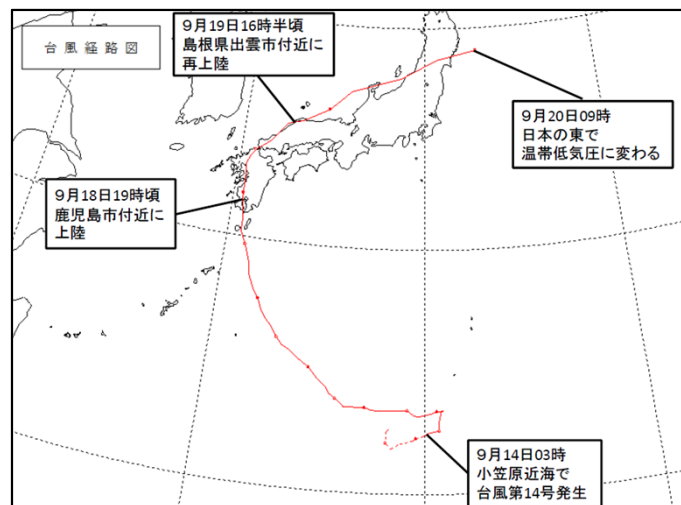 台風経路図
9月19日16時半頃
島根県出雲市付近に
再上陸
9月20日09時
日本の東で
温帯低気圧に変わる
9月18日19時頃
鹿児島市付近に
上陸
9月14日03時
小笠原近海で
台風第14号発生